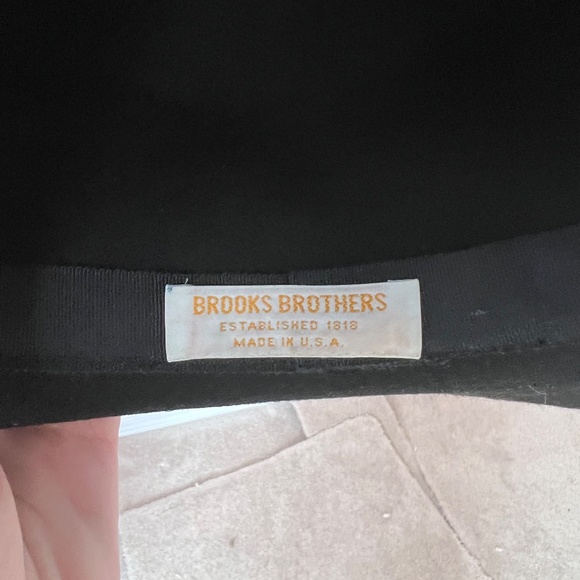 BROOKS BROTHERS
ESTABLISHED 1818
MADE IN U.S.A.